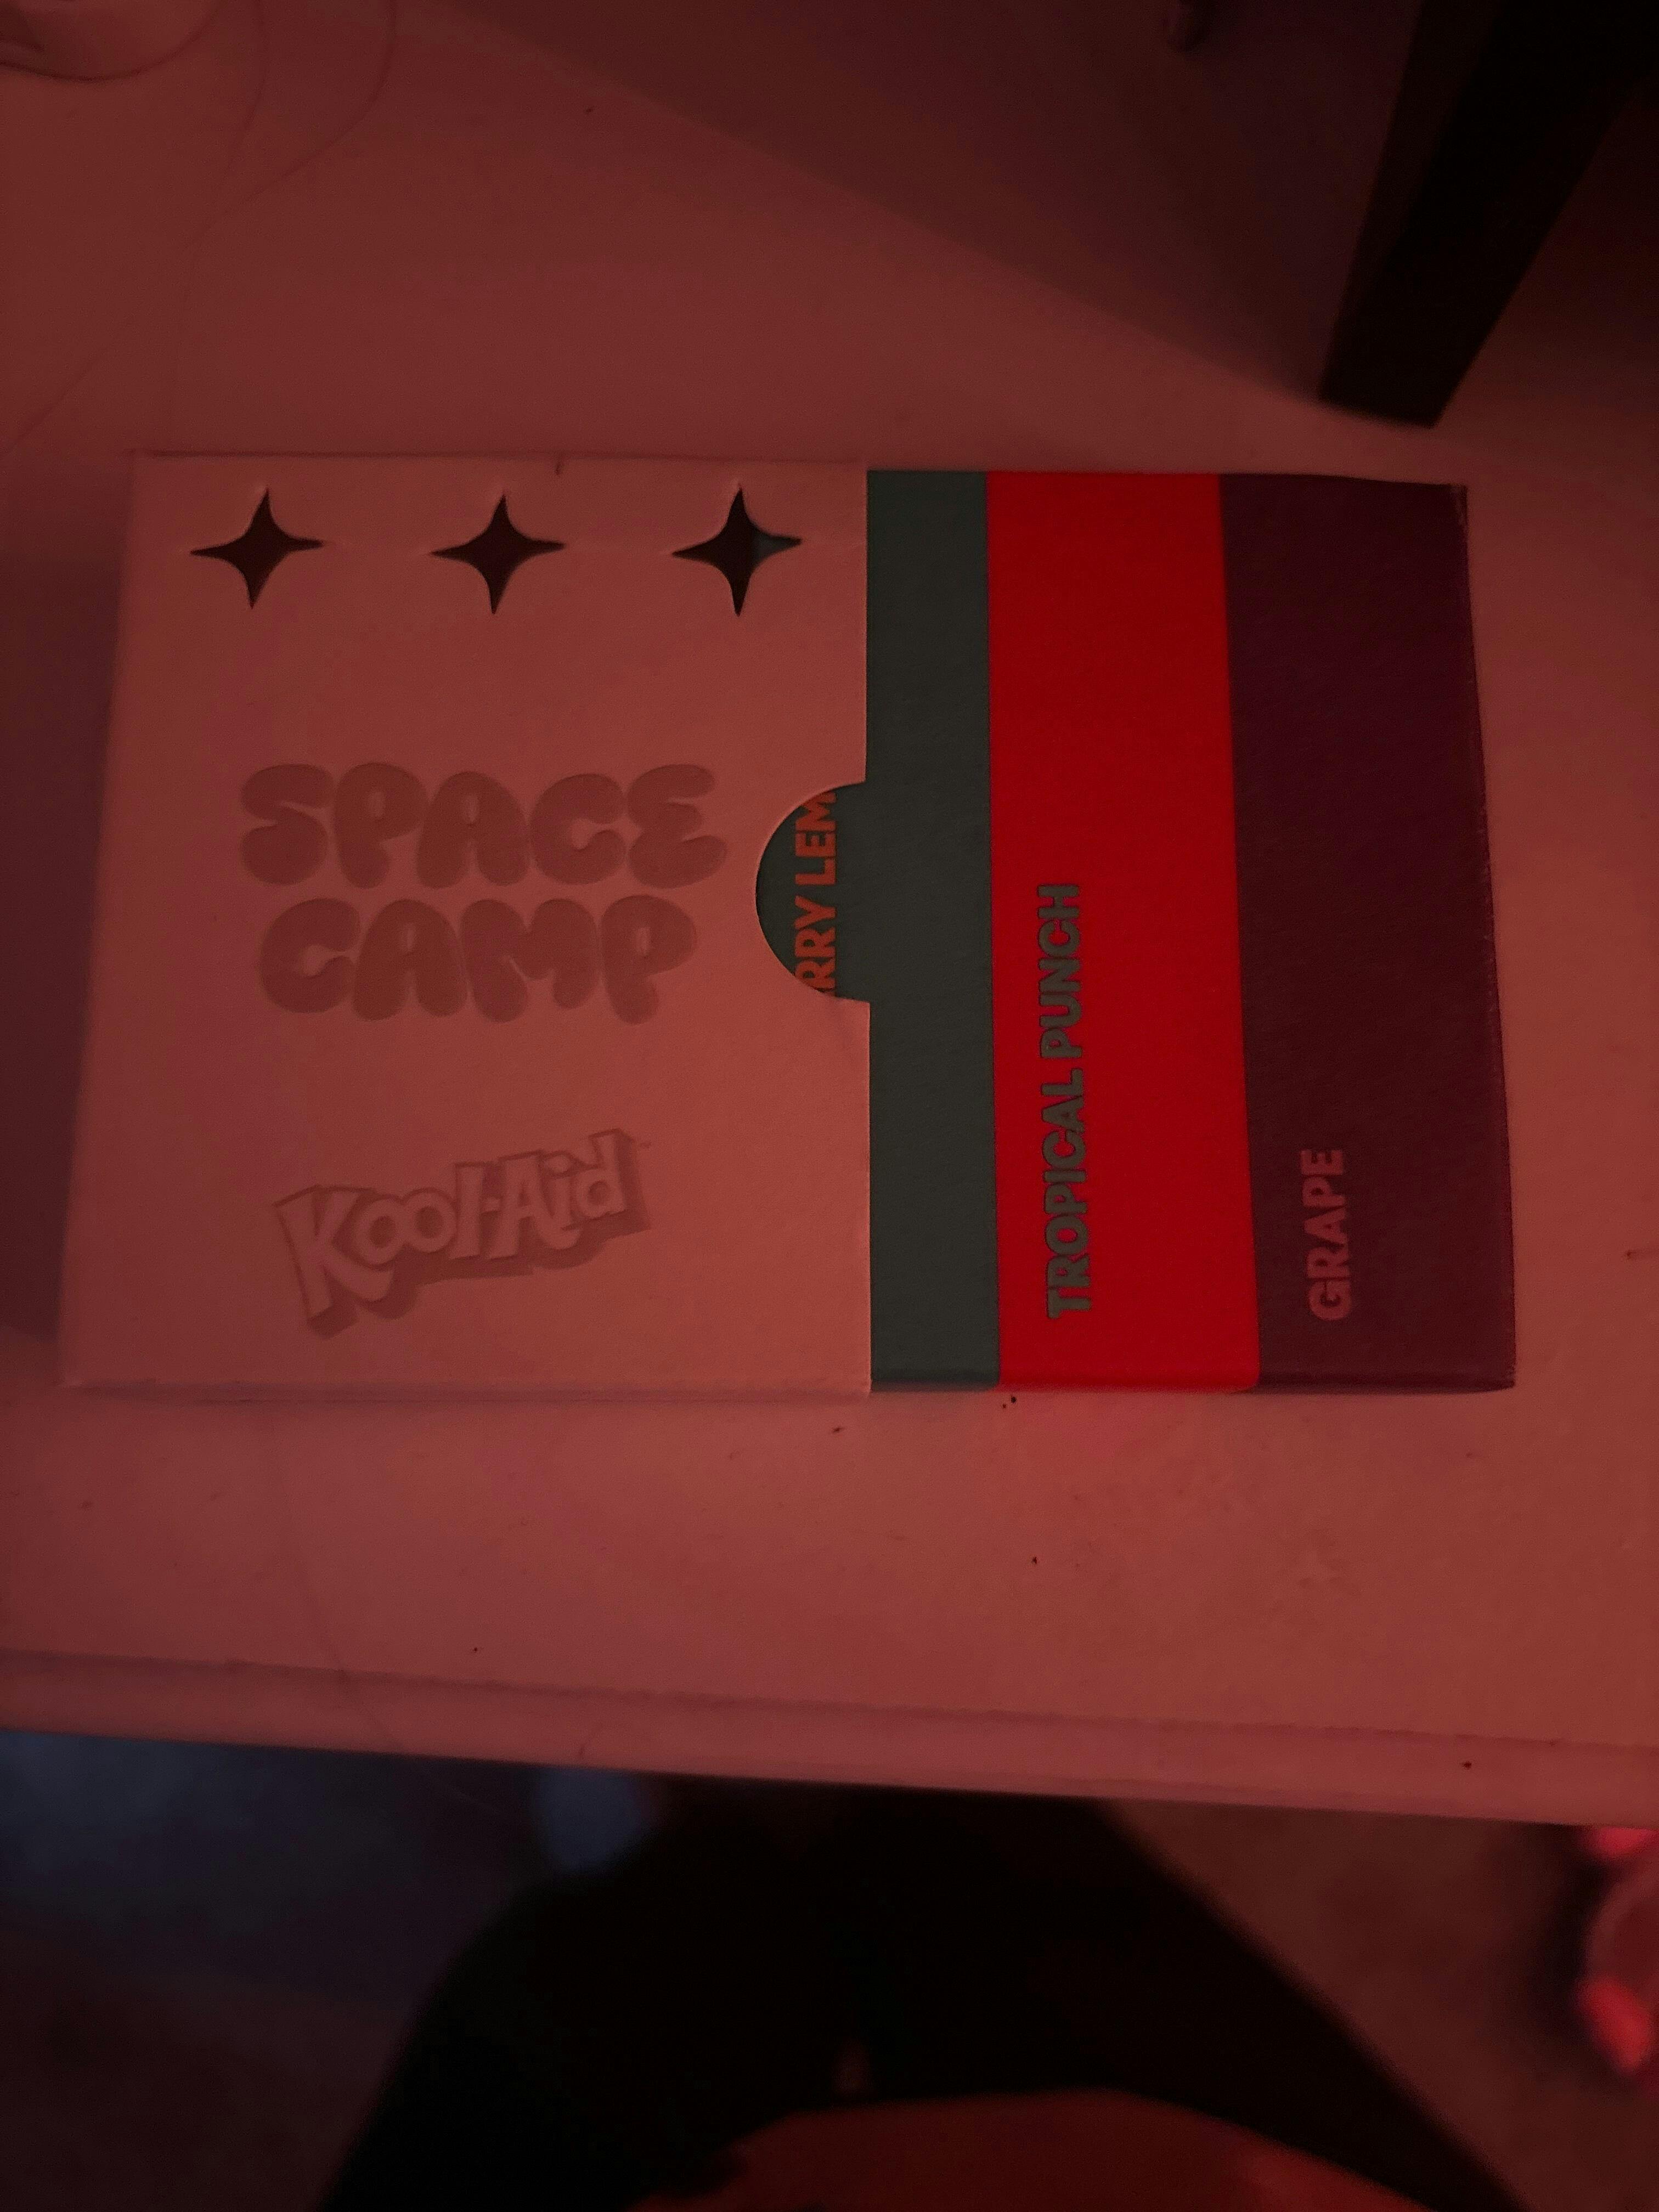 SPACE
CAMP
Kool-Aid
RRY LEM
TROPICAL PUNCH
GRAPE